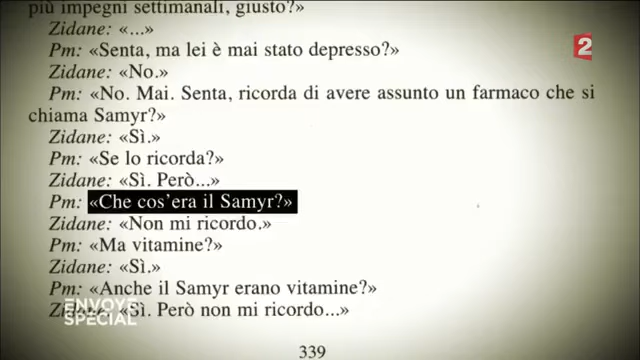 più impegni settimanali, giusto?»
Zidane: «...»
Pm: «Senta, ma lei è mai stato depresso?»
Zidane: «No.»
Pm: «No. Mai. Senta, ricorda di avere assunto un farmaco che si
chiama Samyr?»
Zidane: «Sì.»
Pm: «Se lo ricorda?»
Zidane: «Sì. Però...»
Pm: «Che cos'era il Samyr?»
Zidane: «Non mi ricordo.»
Pm: «Ma vitamine?»
Zidane: «Sì.»
Pm: «Anche il Samyr erano vitamine?»
Zidane: «Sì. Però non mi ricordo...»
339
2
ENVOYÉ
SPECIAL